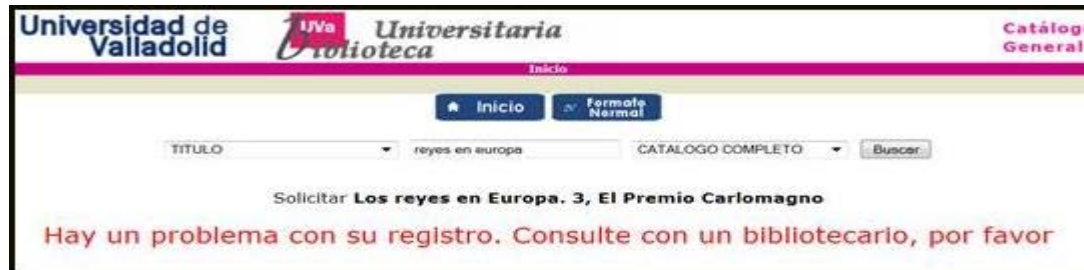 Universidad de
Valladolid
UVa
Biblioteca
Universitaria
Catálogo
General
Inicio
Inicio
Formato
Normal
TITULO
reyes en europa
CATALOGO COMPLETO
Buscar
Solicitar Los reyes en Europa. 3, El Premio Carlomagno
Hay un problema con su registro. Consulte con un bibliotecario, por favor